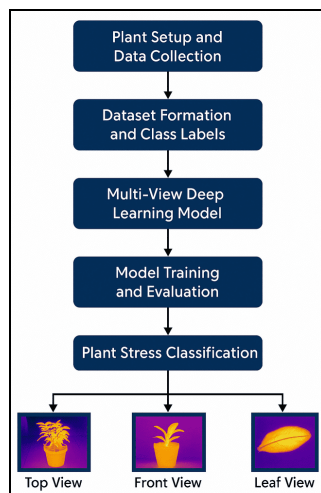 Plant Setup and
Data Collection
Dataset Formation
and Class Labels
Multi-View Deep
Learning Model
Model Training
and Evaluation
Plant Stress Classification
Top View
Front View
Leaf View